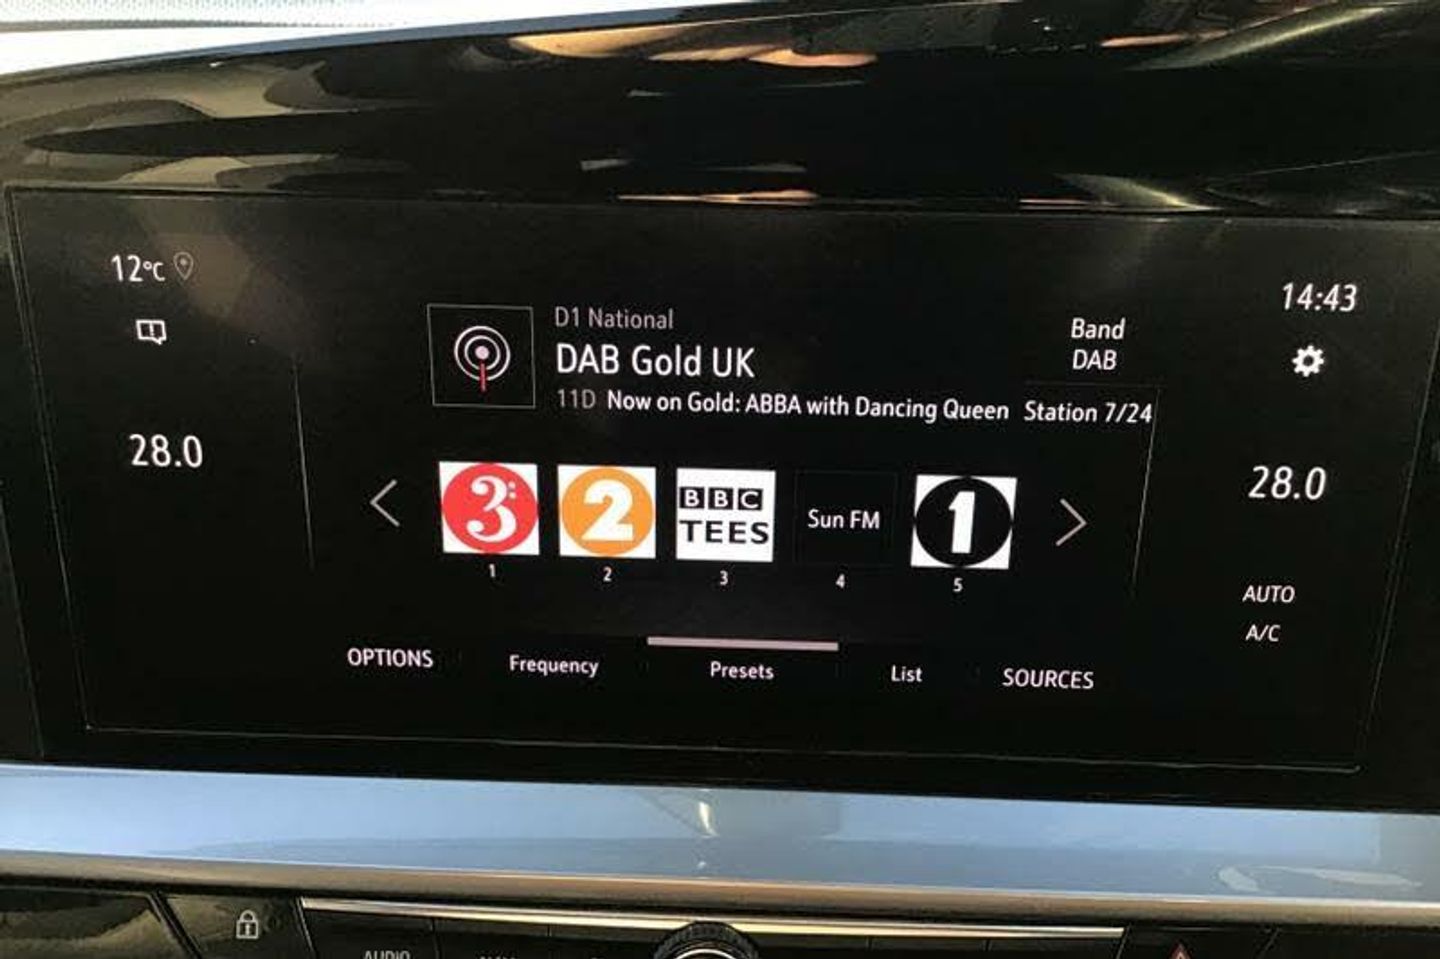 12°C
14:43
D1 National
DAB Gold UK
11D Now on Gold: ABBA with Dancing Queen
Band
DAB
Station 7/24
28.0
28.0
3
2
BBC
TEES
Sun FM
1
1
2
3
4
5
AUTO
A/C
OPTIONS
Frequency
Presets
List
SOURCES
AUDIO